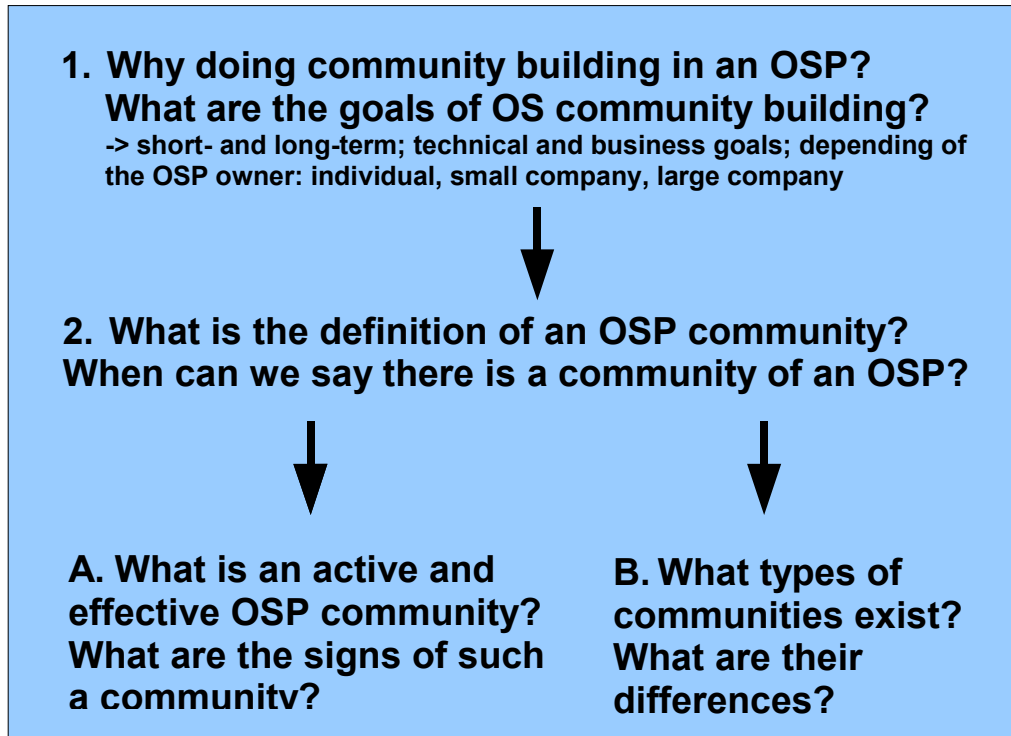 1. Why doing community building in an OSP?
What are the goals of OS community building?
-> short- and long-term; technical and business goals; depending of
the OSP owner: individual, small company, large company
2. What is the definition of an OSP community?
When can we say there is a community of an OSP?
A. What is an active and
effective OSP community?
What are the signs of such
a community?
B. What types of
communities exist?
What are their
differences?